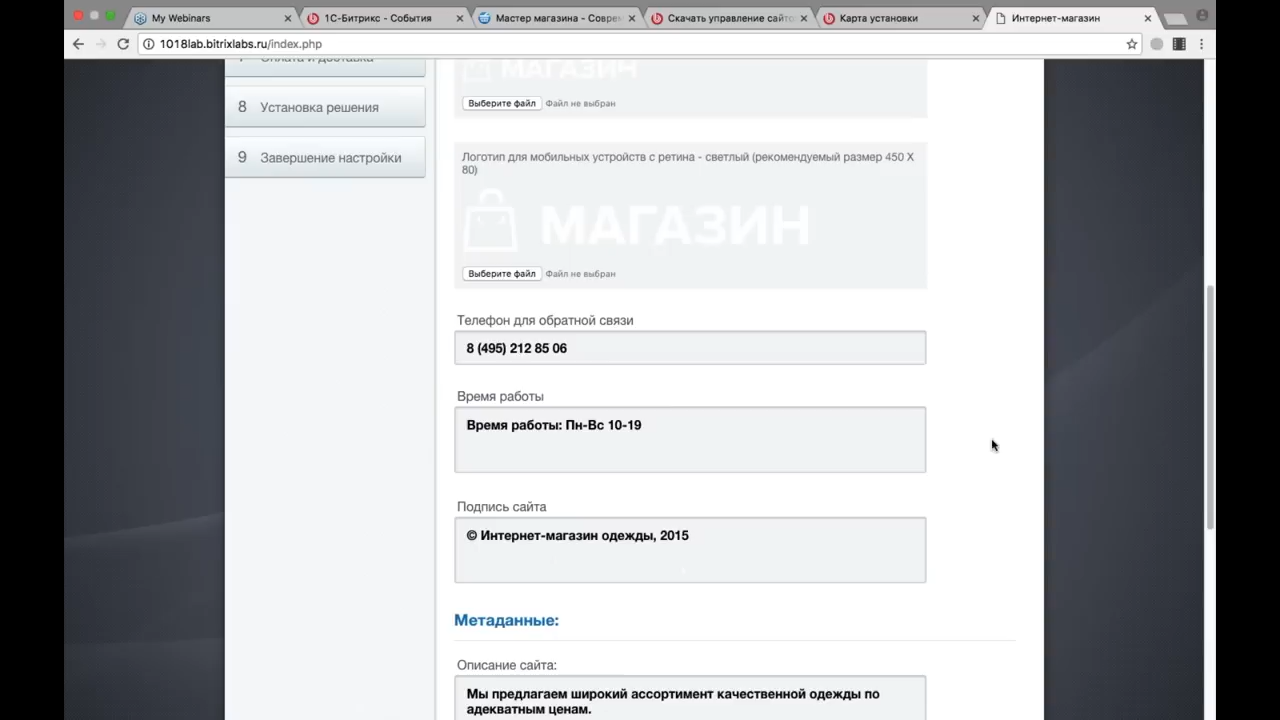 My Webinars
1С-Битрикс - События
Мастер магазина - Соврем
Скачать управление сайто
Карта установки
Интернет-магазин
1018lab.bitrixlabs.ru/index.php
Оплата и доставка
8 Установка решения
9 Завершение настройки
МАГАЗИН
Выберите файл Файл не выбран
Логотип для мобильных устройств с ретина - светлый (рекомендуемый размер 450 X
80)
МАГАЗИН
Выберите файл Файл не выбран
Телефон для обратной связи
8 (495) 212 85 06
Время работы
Время работы: Пн-Вс 10-19
Подпись сайта
© Интернет-магазин одежды, 2015
Метаданные:
Описание сайта:
Мы предлагаем широкий ассортимент качественной одежды по
адекватным ценам.